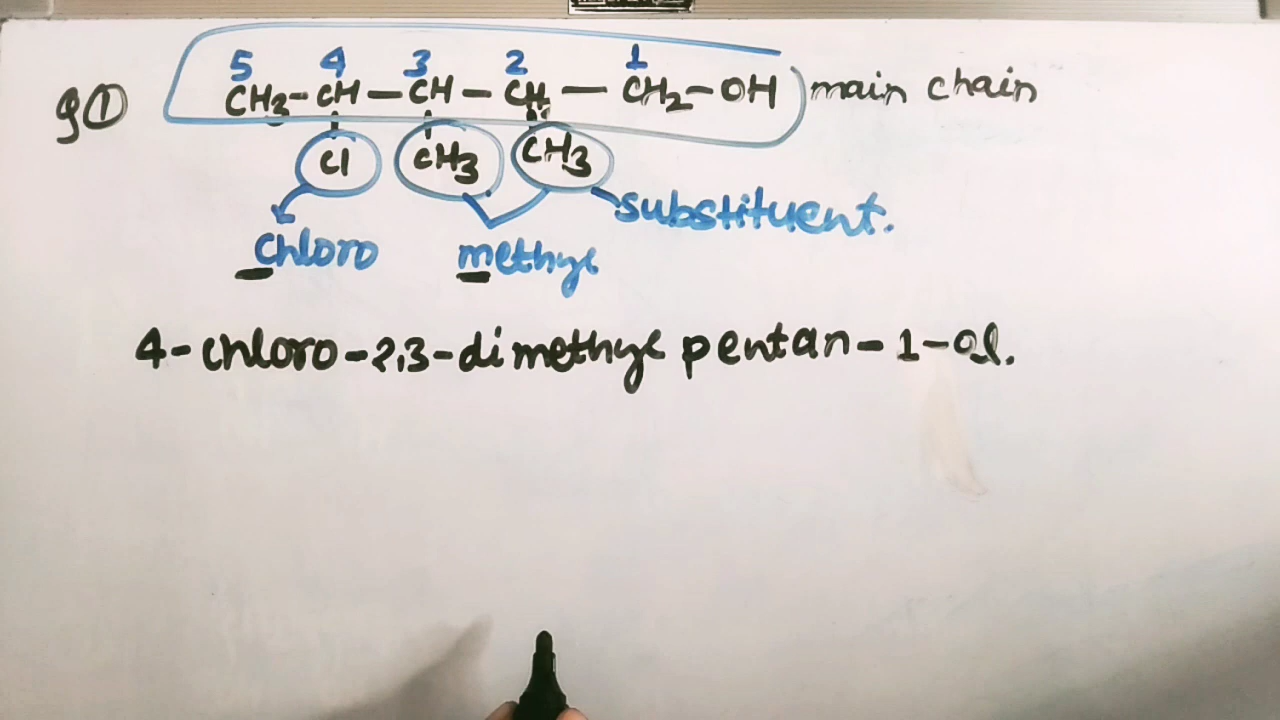 5 4 3 2 1
Q① CH3-CH-CH-CH-CH2-OH) main chain
Cl CH3 CH3
substituent.
chloro methyl
4-chloro-2,3-dimethyl pentan-1-ol.